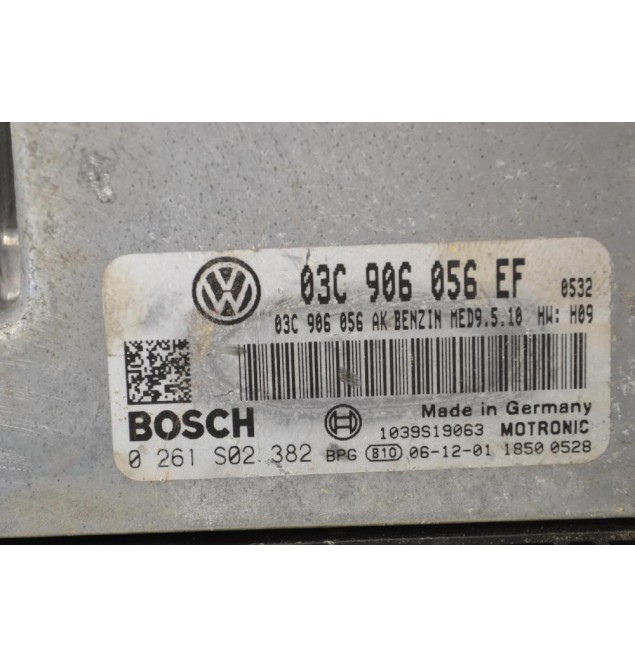 03C 906 056 EF 0532
03C 906 056 AK BENZIN MED9.5.10 HW: H09
Made in Germany
BOSCH 1039S19063 MOTRONIC
0 261 S02 382 BPG 810 06-12-01 1850 0528